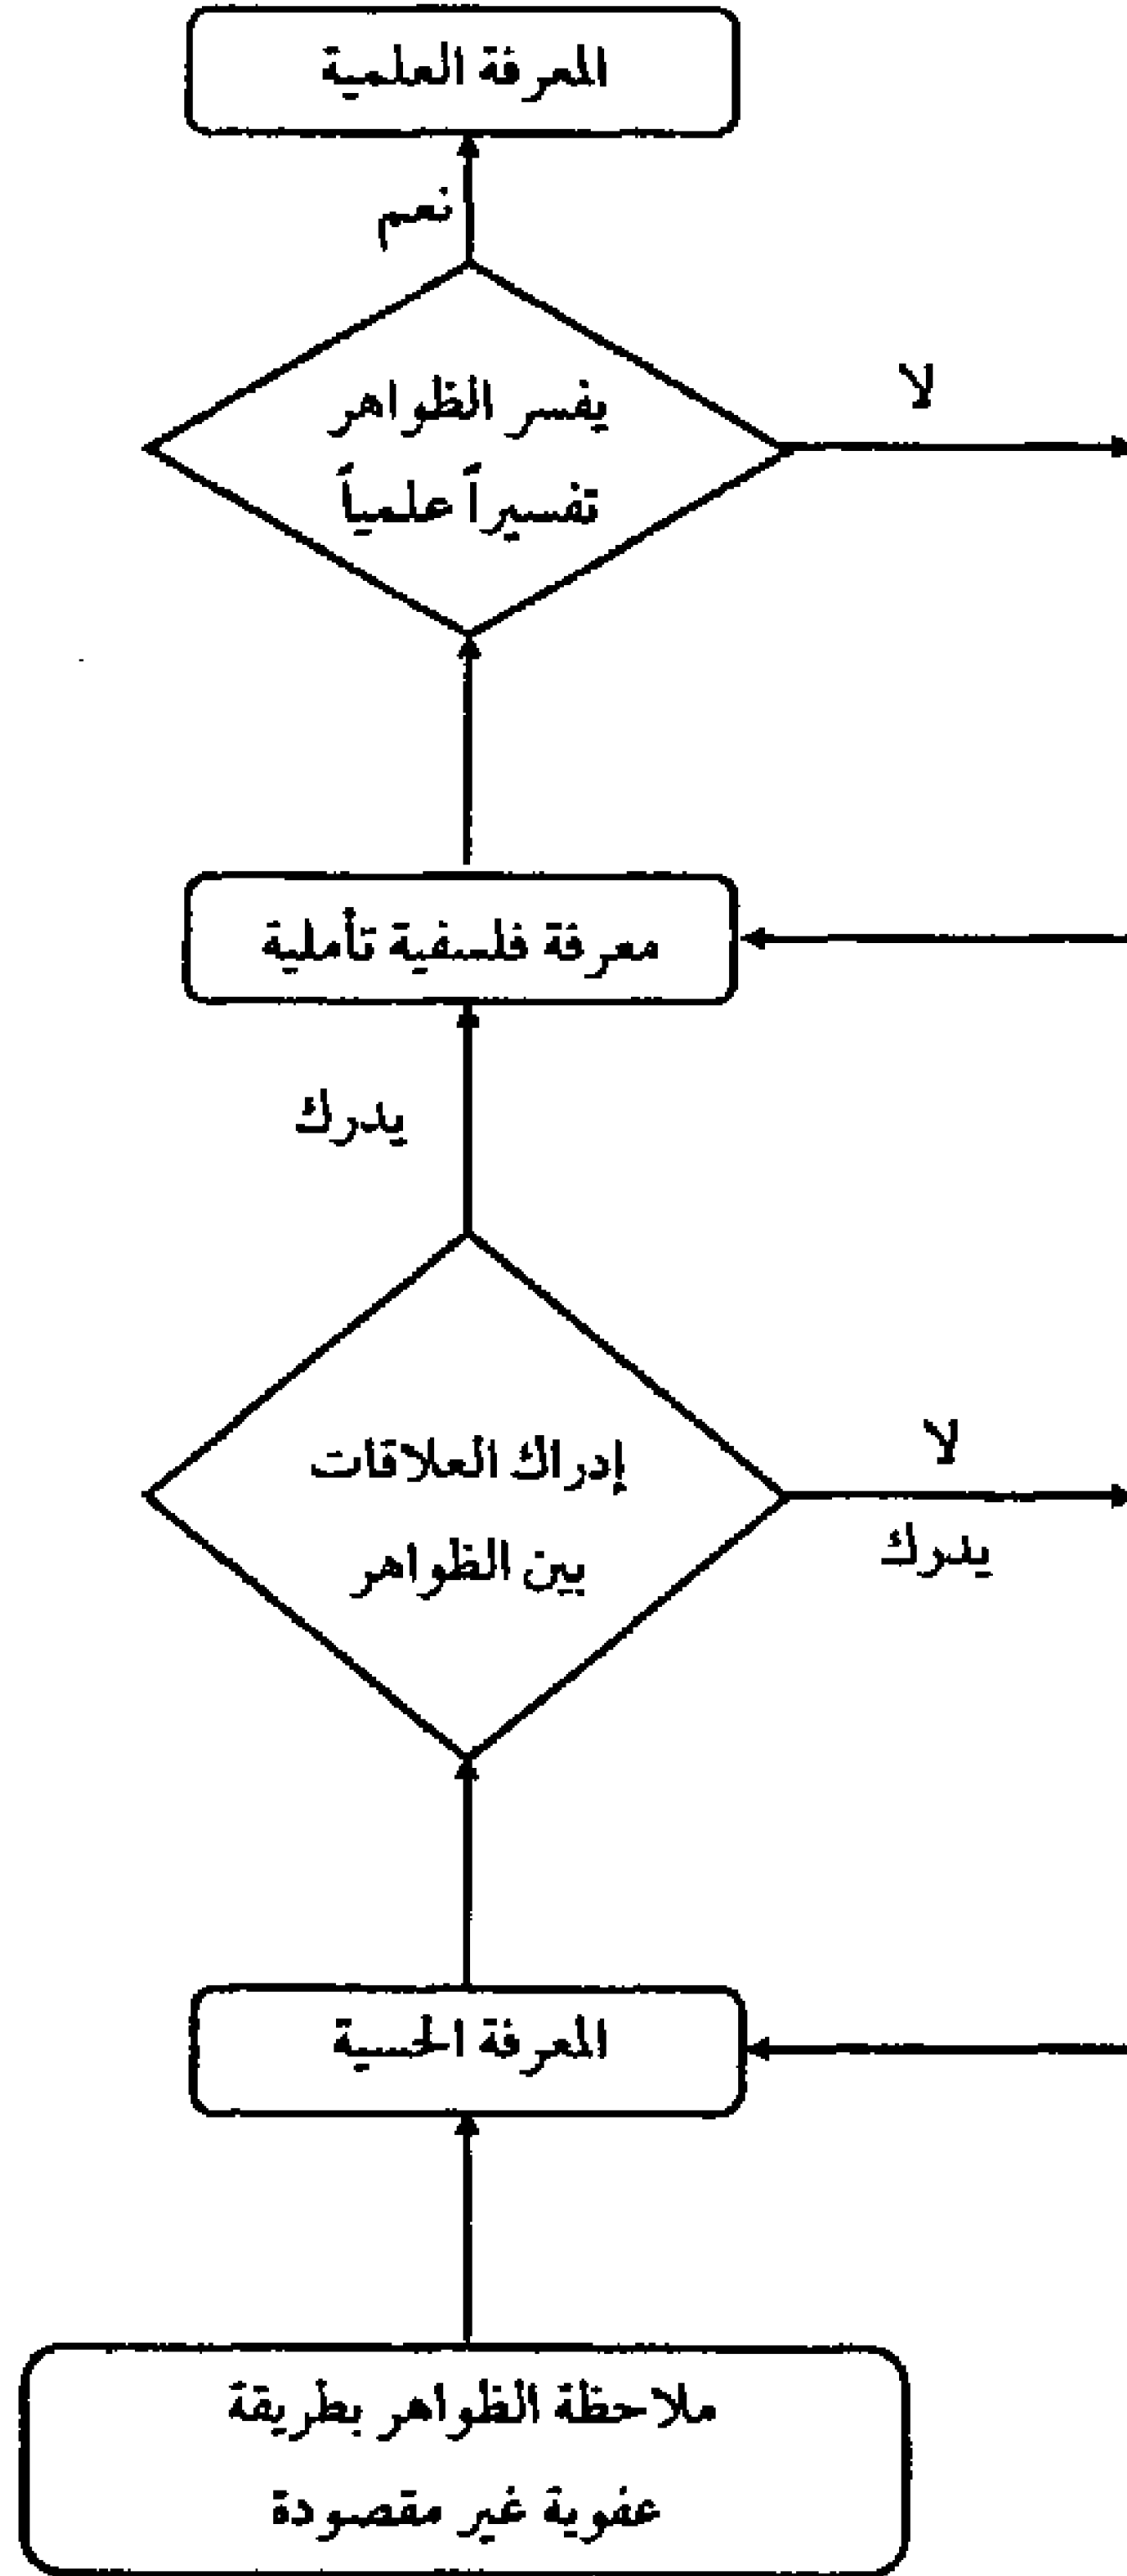 المعرفة العلمية
نعم
يفسر الظواهر
لا
تفسيراً علمياً
معرفة فلسفية تأملية
يدرك
إدراك العلاقات
لا
يدرك
بين الظواهر
المعرفة الحسية
ملاحظة الظواهر بطريقة
عفوية غير مقصودة